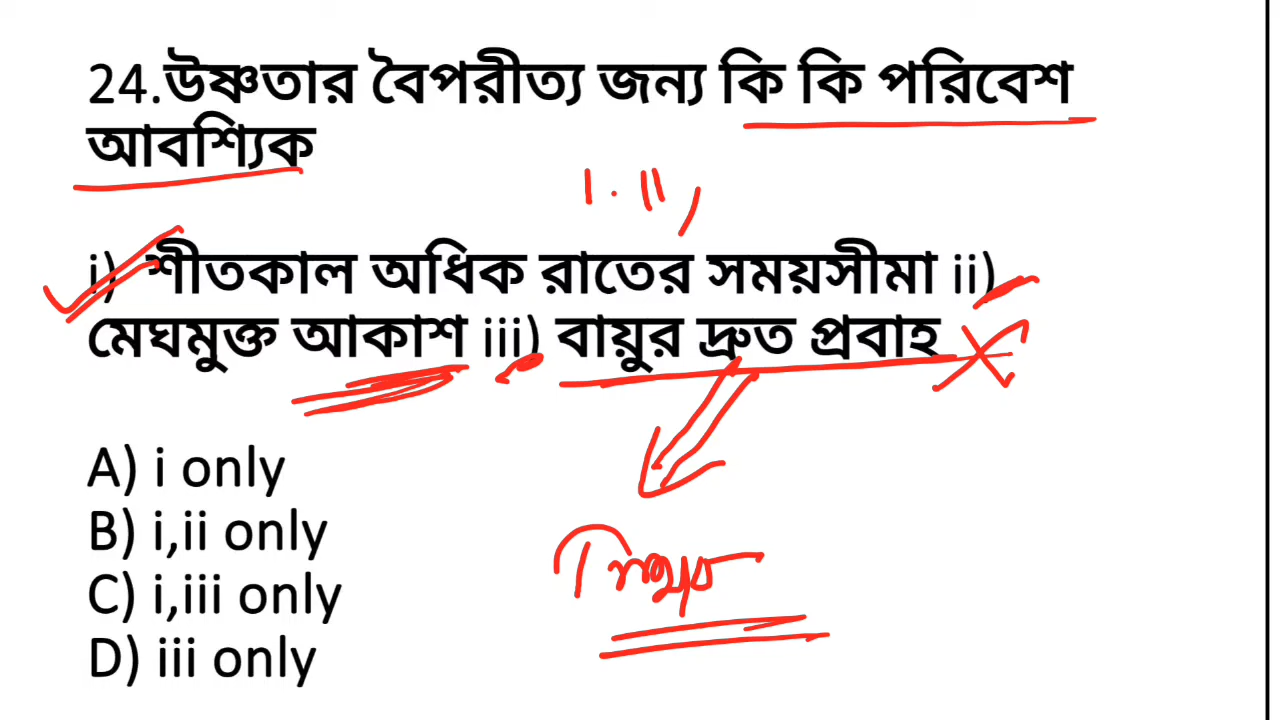 24.উষ্ণতার বৈপরীত্য জন্য কি কি পরিবেশ
আবশ্যিক
I. II,
i) শীতকাল অধিক রাতের সময়সীমা ii)
মেঘমুক্ত আকাশ iii) বায়ুর দ্রুত প্রবাহ
A) i only
B) i,ii only
C) i,iii only
D) iii only